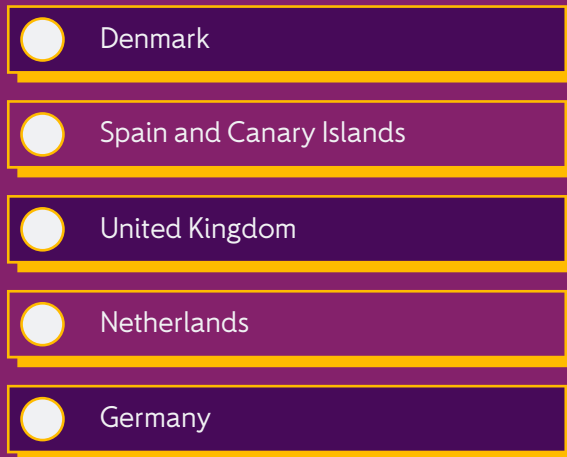 Denmark
Spain and Canary Islands
United Kingdom
Netherlands
Germany